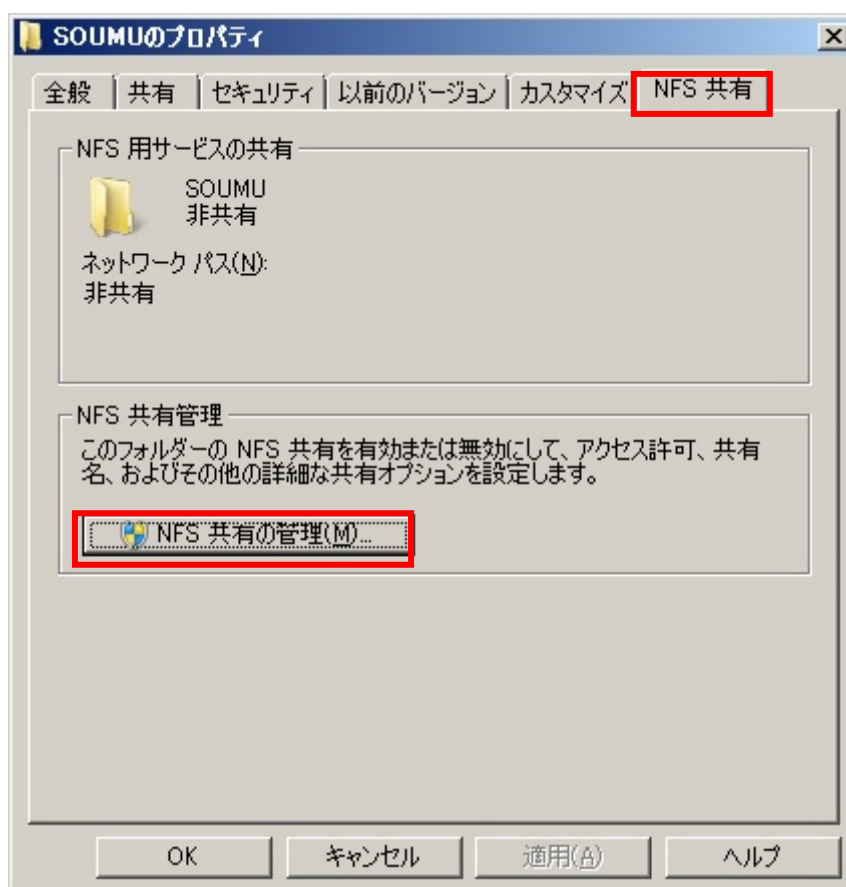 SOUMUのプロパティ
全般 共有 セキュリティ 以前のバージョン カスタマイズ NFS 共有
NFS 用サービスの共有
SOUMU
非共有
ネットワーク パス(N):
非共有
NFS 共有管理
このフォルダーの NFS 共有を有効または無効にして、アクセス許可、共有
名、およびその他の詳細な共有オプションを設定します。
NFS 共有の管理(M)...
OK キャンセル 適用(A) ヘルプ